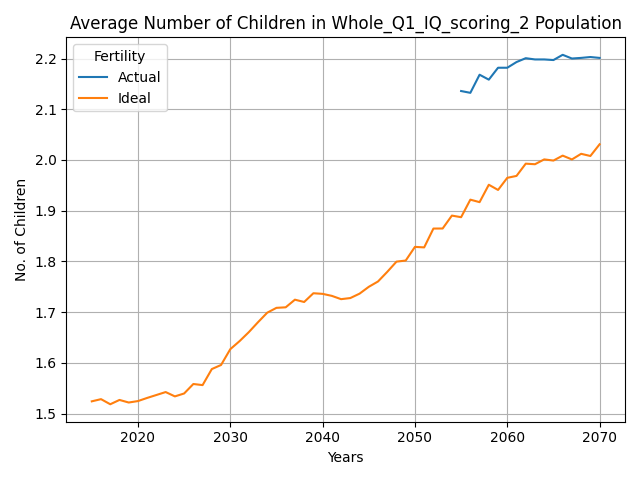 Average Number of Children in Whole_Q1_IQ_scoring_2 Population
Fertility
Actual
Ideal
No. of Children
2.2
2.1
2.0
1.9
1.8
1.7
1.6
1.5
2020 2030 2040 2050 2060 2070
Years